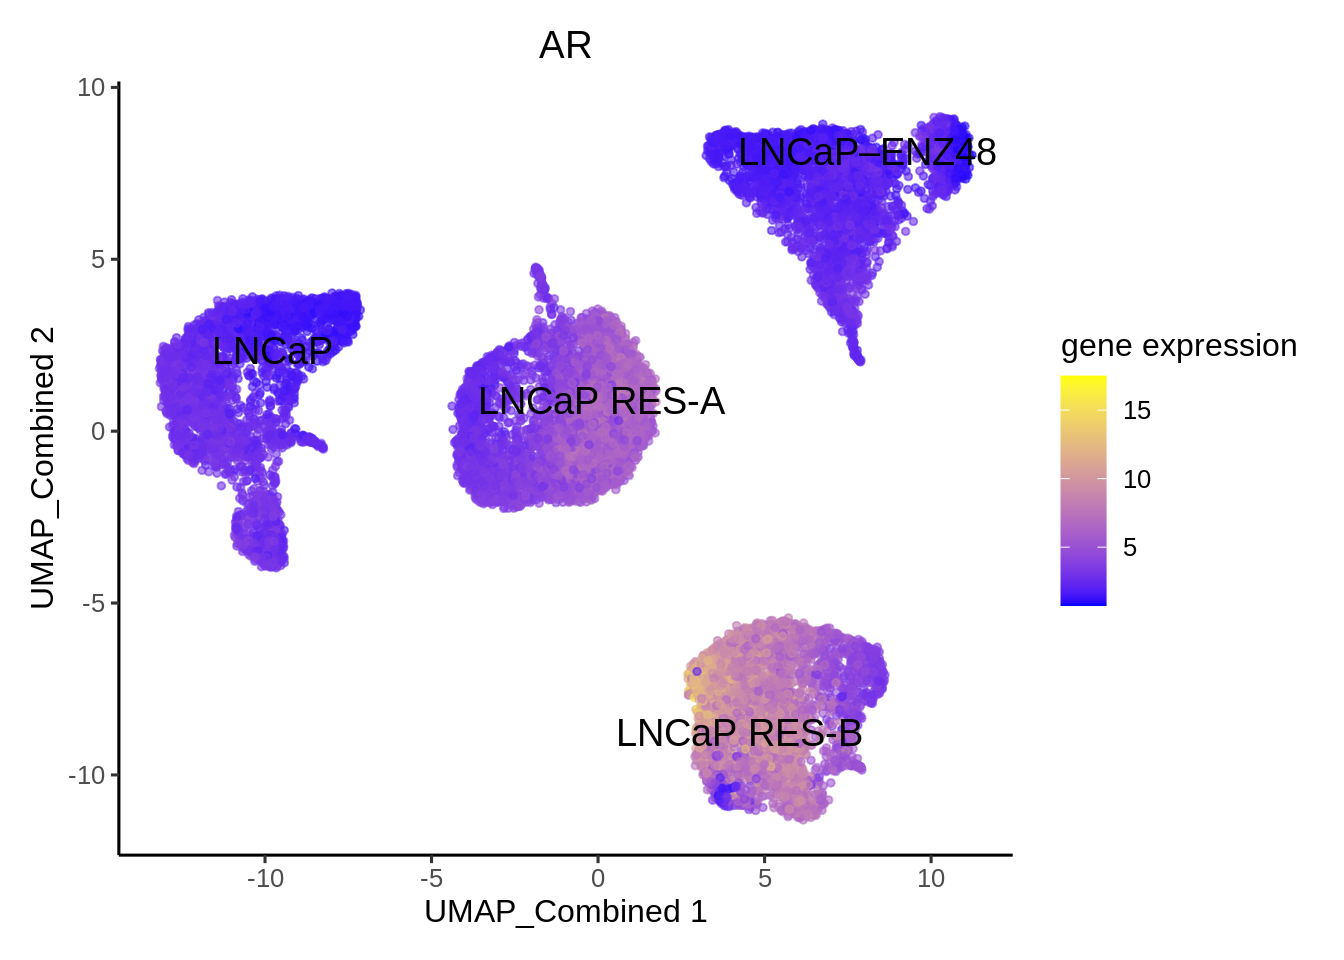 AR
10
5
0
-5
-10
UMAP_Combined 2
LNCaP–ENZ48
LNCaP
LNCaP RES-A
LNCaP RES-B
gene expression
15
10
5
-10
-5
0
5
10
UMAP_Combined 1